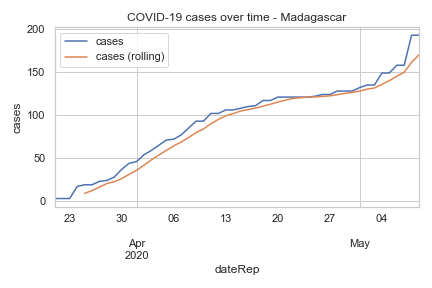 COVID-19 cases over time - Madagascar
cases
cases (rolling)
cases
200
150
100
50
0
23 30 06 13 20 27 04
Apr May
2020
dateRep